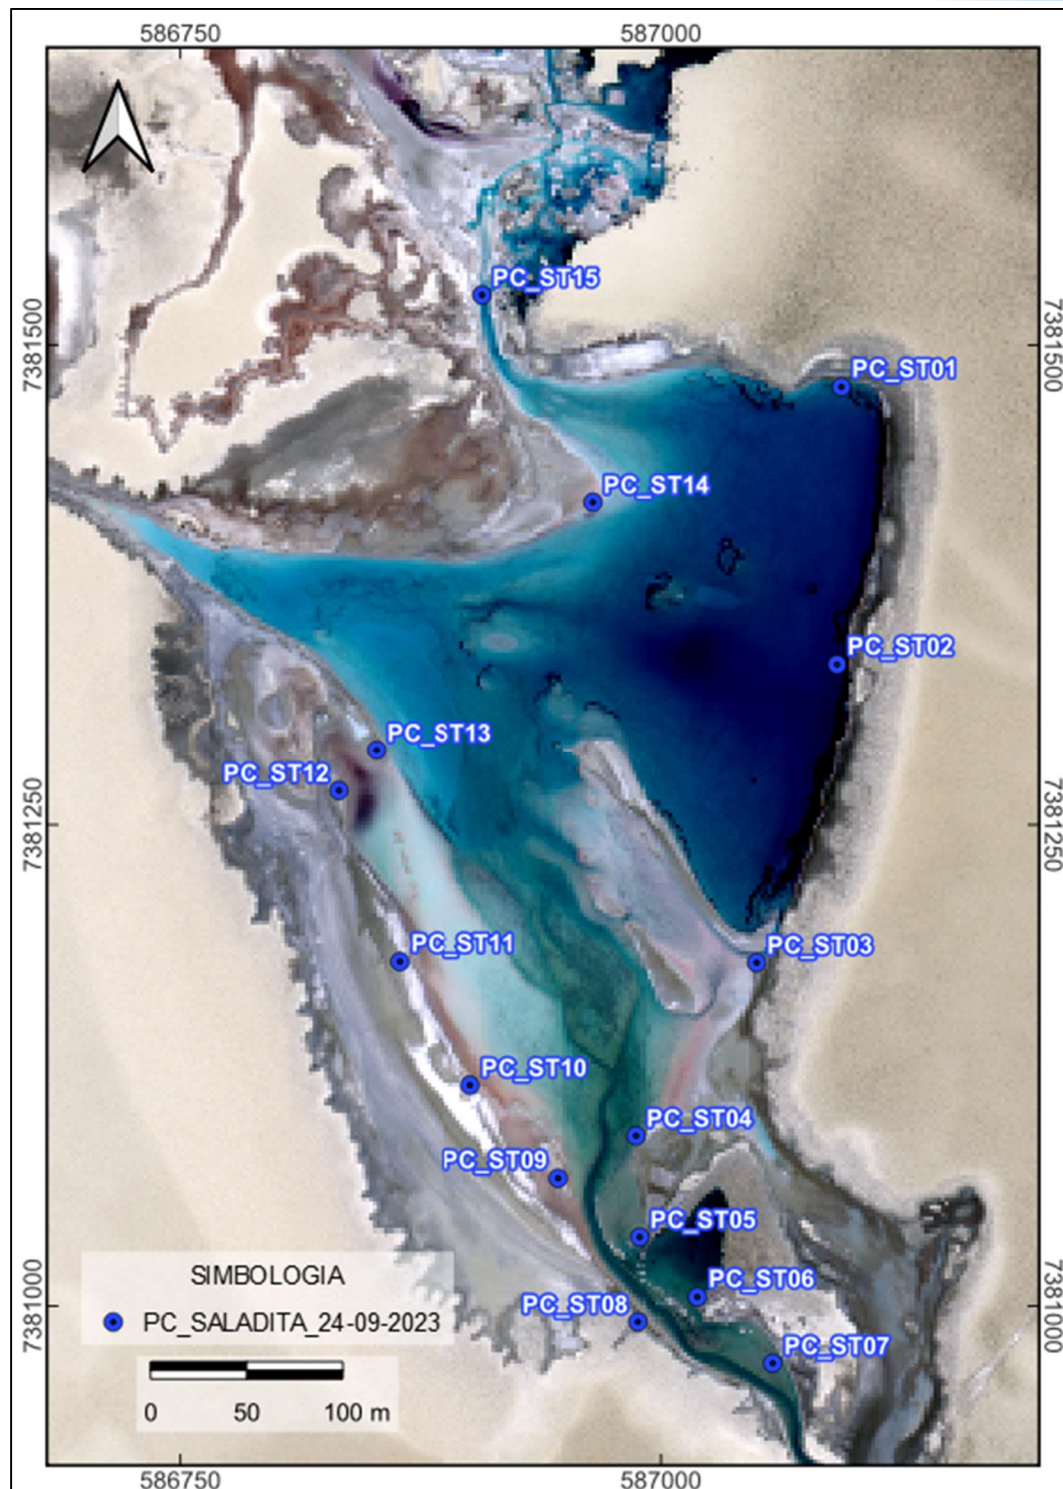 586750
587000
PC_ST15
7381500
7381500
PC_ST01
PC_ST14
PC_ST02
PC_ST13
PC_ST12
7381250
7381250
PC_ST11
PC_ST03
PC_ST10
PC_ST04
PC_ST09
PC_ST05
PC_ST06
PC_ST08
PC_ST07
7381000
7381000
SIMBOLOGIA
PC_SALADITA_24-09-2023
0 50 100 m
586750
587000